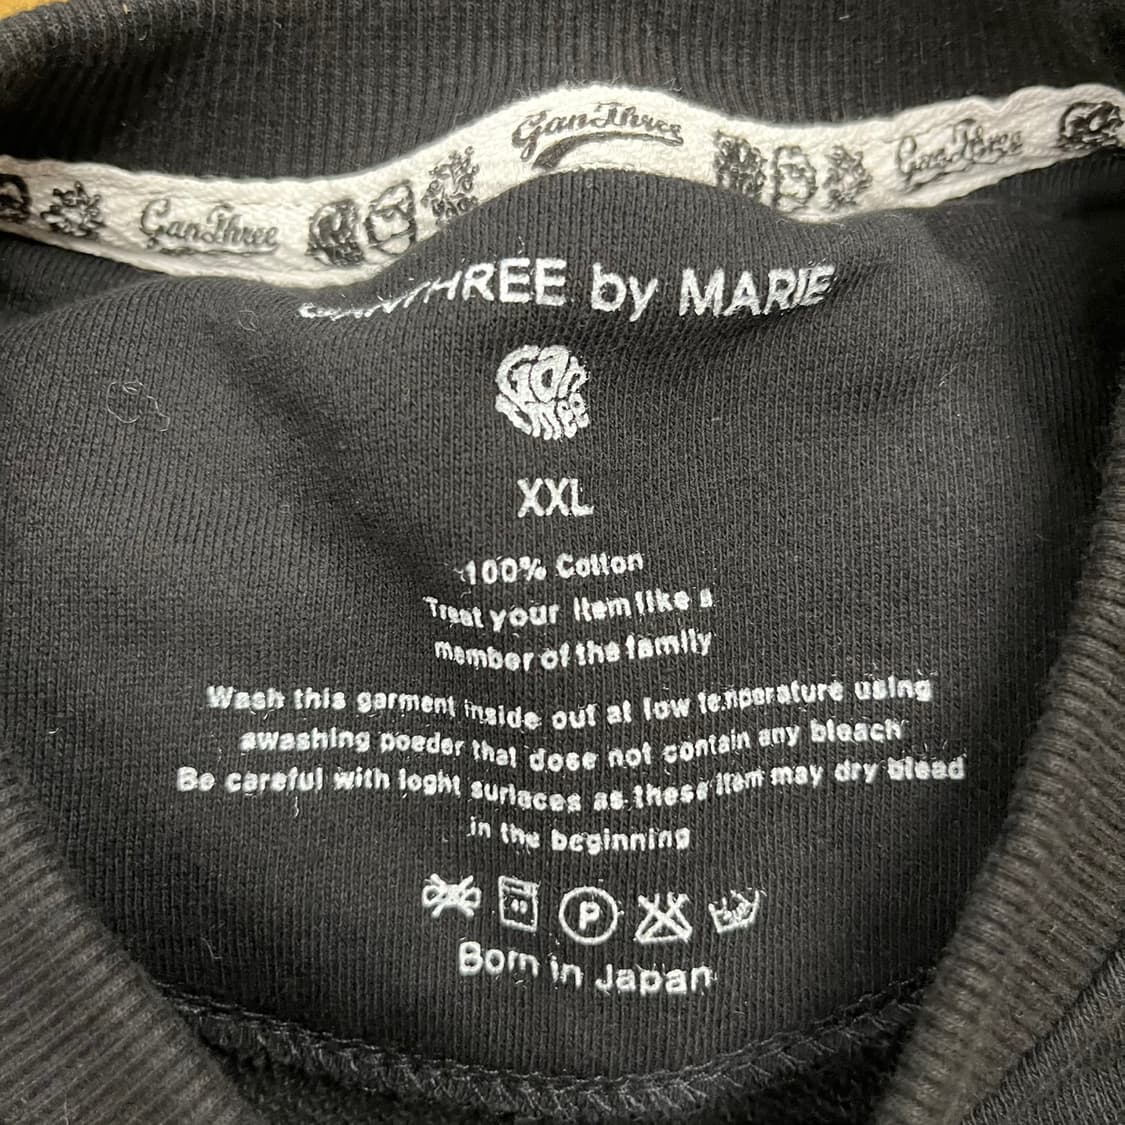 GanThree
GanThree
GanThree
GANTHREE by MARIE
Gan
three
XXL
100% Cotton
Treat your item like a
member of the family
Wash this garment inside out at low temperature using
awashing poeder that dose not contain any bleach
Be careful with loght surlaces as these item may dry blead
in the beginning
P
Born in Japan